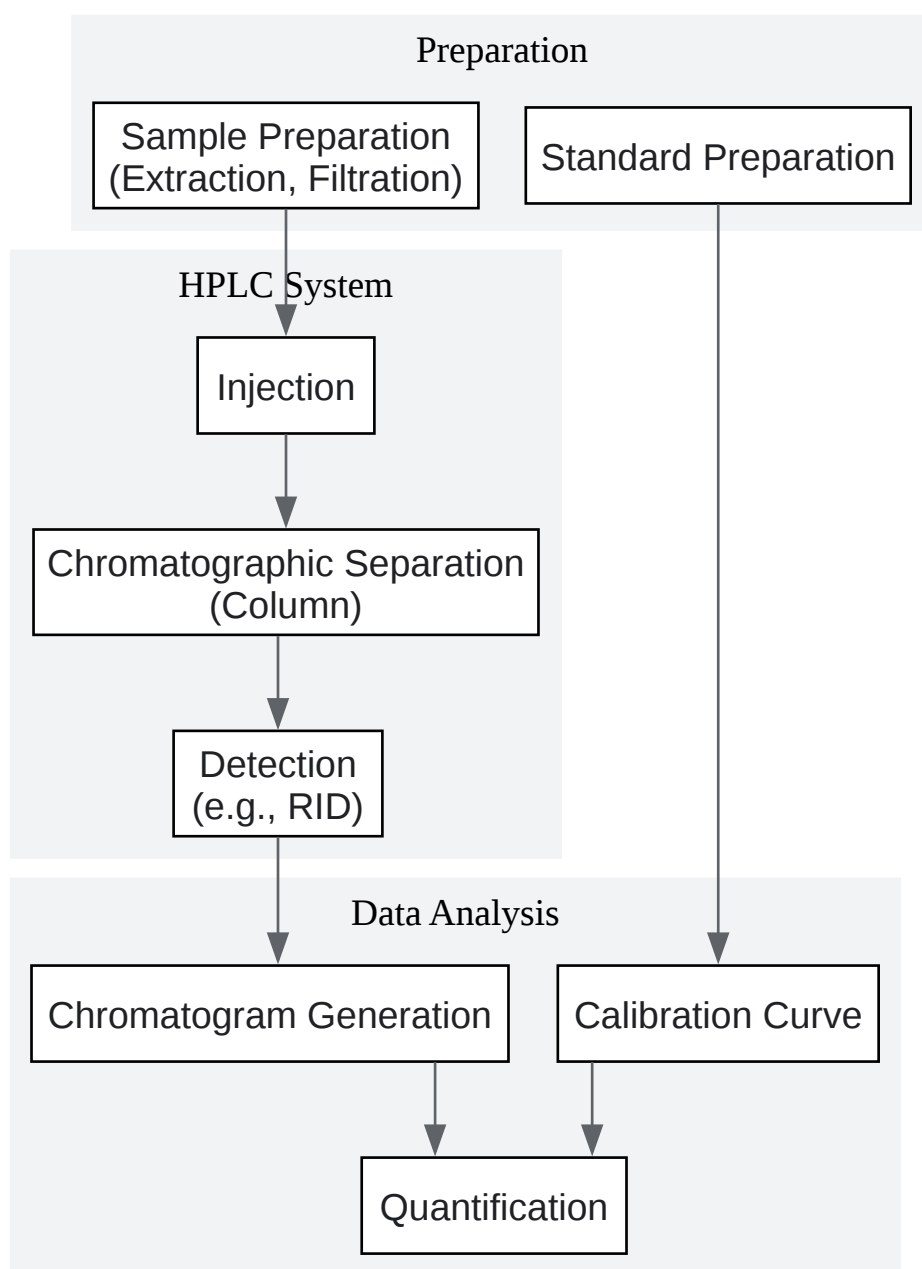 Preparation
Sample Preparation
(Extraction, Filtration)
Standard Preparation
HPLC System
Injection
Chromatographic Separation
(Column)
Detection
(e.g., RID)
Data Analysis
Chromatogram Generation
Calibration Curve
Quantification